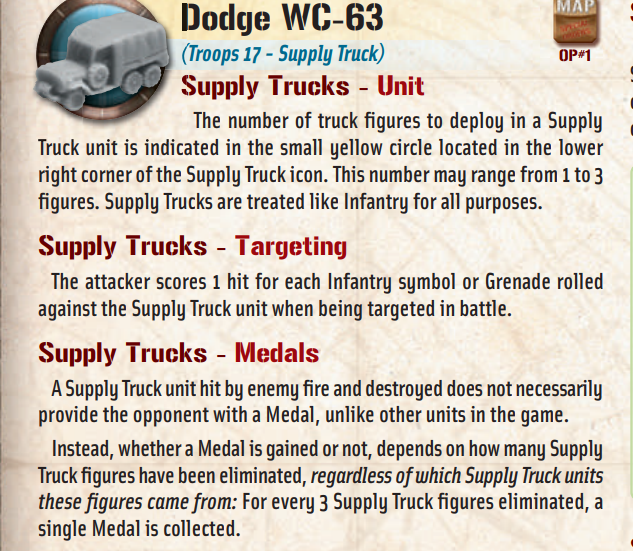 Dodge WC-63
MAP
OP#1
(Troops 17 - Supply Truck)
Supply Trucks - Unit
The number of truck figures to deploy in a Supply
Truck unit is indicated in the small yellow circle located in the lower
right corner of the Supply Truck icon. This number may range from 1 to 3
figures. Supply Trucks are treated like Infantry for all purposes.
Supply Trucks - Targeting
The attacker scores 1 hit for each Infantry symbol or Grenade rolled
against the Supply Truck unit when being targeted in battle.
Supply Trucks - Medals
A Supply Truck unit hit by enemy fire and destroyed does not necessarily
provide the opponent with a Medal, unlike other units in the game.
Instead, whether a Medal is gained or not, depends on how many Supply
Truck figures have been eliminated, regardless of which Supply Truck units
these figures came from: For every 3 Supply Truck figures eliminated, a
single Medal is collected.